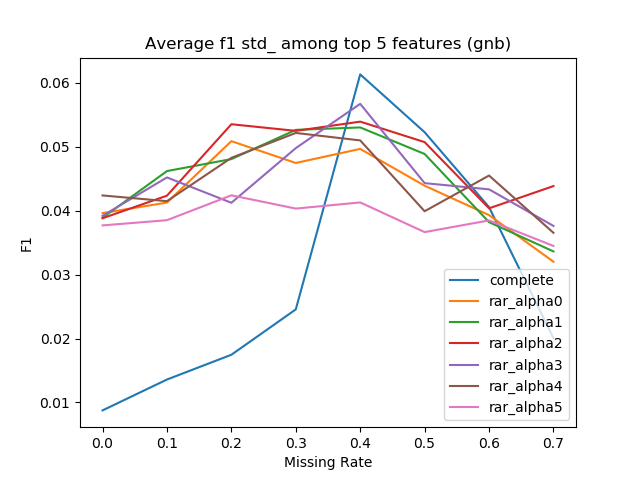 Average f1 std_ among top 5 features (gnb)
F1
0.06
0.05
0.04
0.03
0.02
0.01
0.0 0.1 0.2 0.3 0.4 0.5 0.6 0.7
Missing Rate
complete
rar_alpha0
rar_alpha1
rar_alpha2
rar_alpha3
rar_alpha4
rar_alpha5